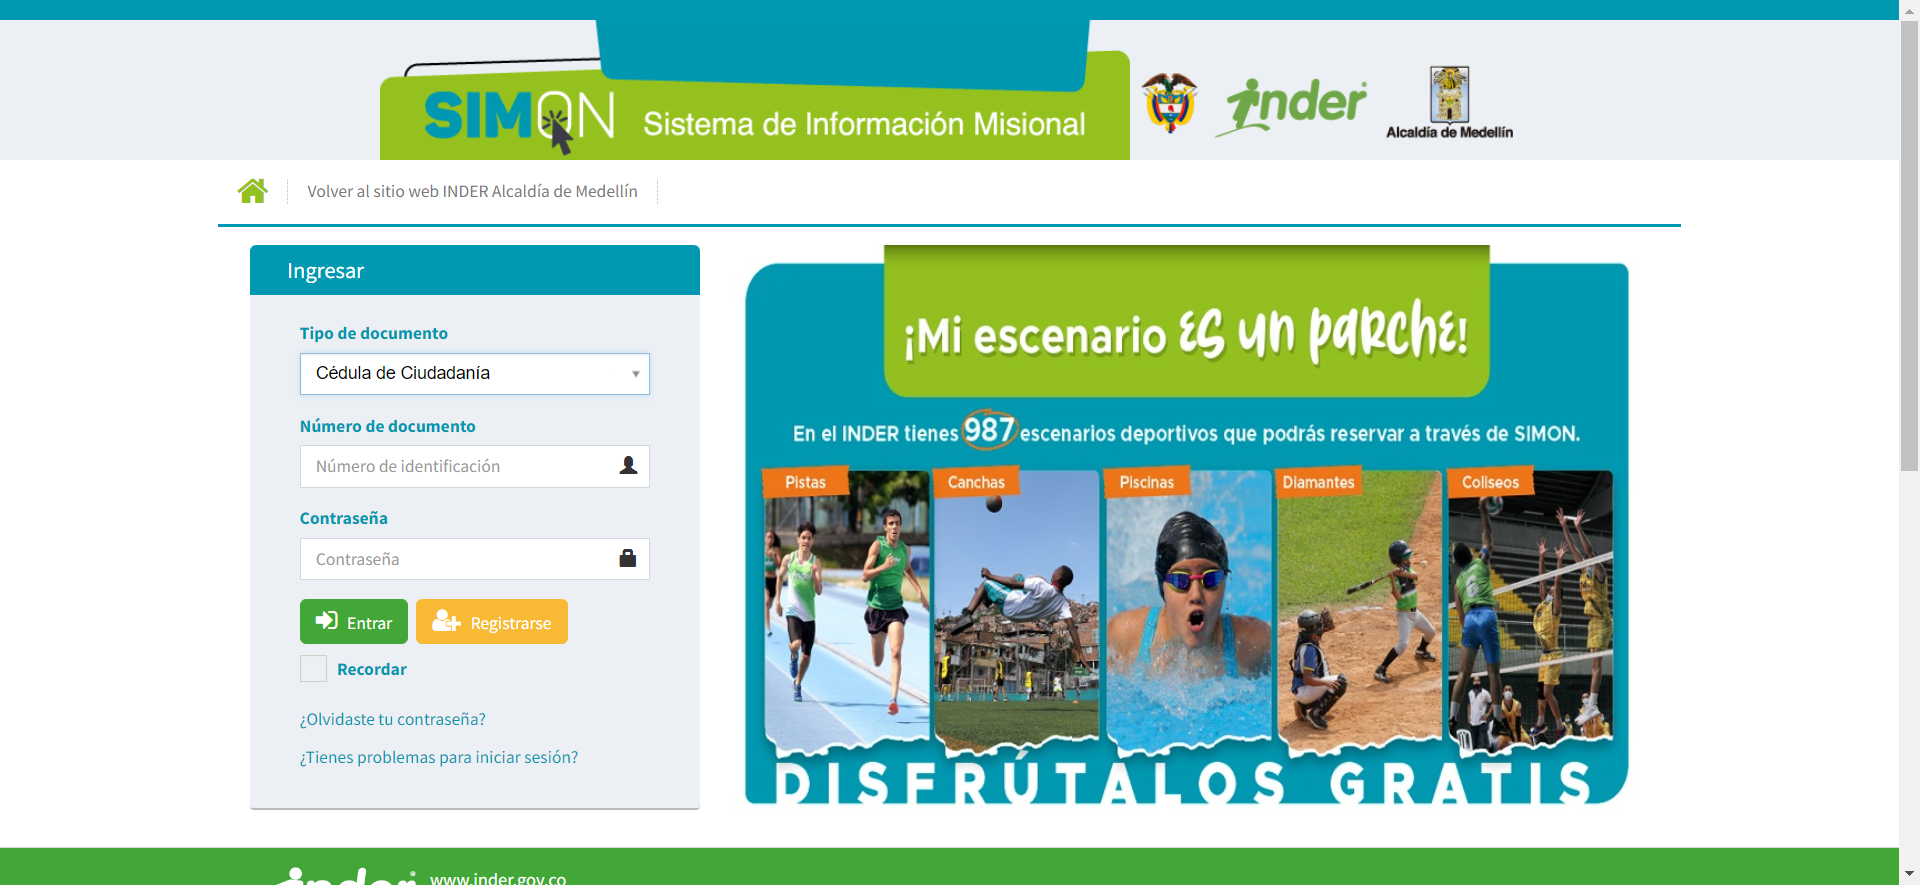 SIMON Sistema de Información Misional
inder
Alcaldía de Medellín
Volver al sitio web INDER Alcaldía de Medellín
Ingresar
Tipo de documento
Cédula de Ciudadanía
Número de documento
Número de identificación
Contraseña
Contraseña
Entrar
Registrarse
Recordar
¿Olvidaste tu contraseña?
¿Tienes problemas para iniciar sesión?
¡Mi escenario es un parche!
En el INDER tienes 987 escenarios deportivos que podrás reservar a través de SIMON.
Pistas
Canchas
Piscinas
Diamantes
Coliseos
DISFRÚTALOS GRATIS
inder
www.inder.gov.co